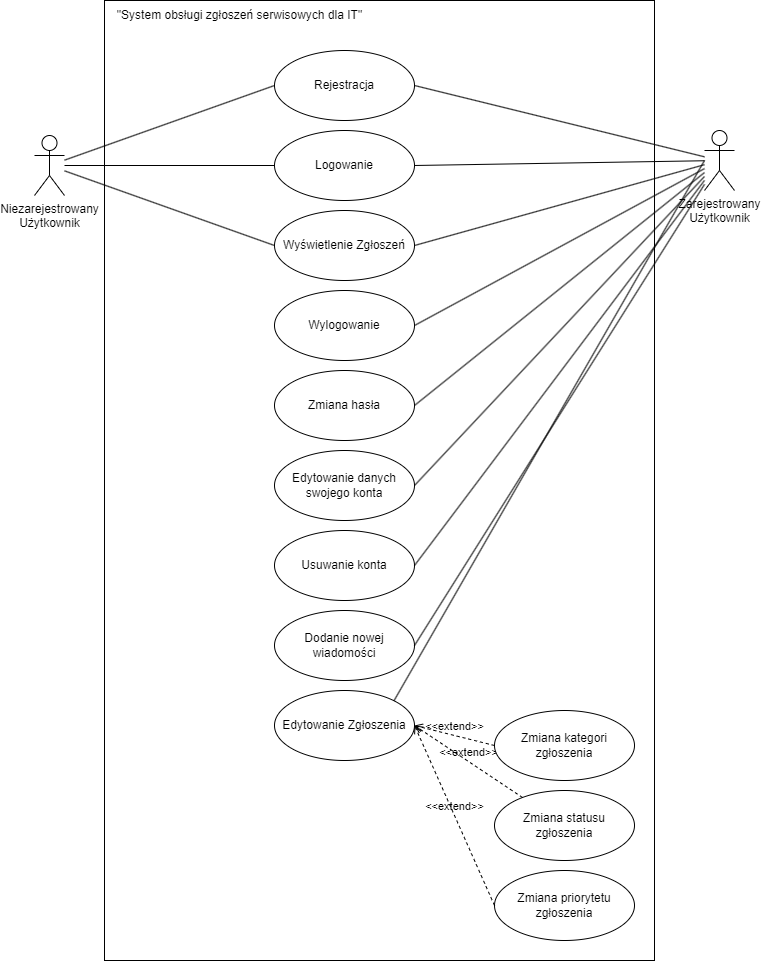 "System obsługi zgłoszeń serwisowych dla IT"
Rejestracja
Logowanie
Niezarejestrowany
Użytkownik
Zarejestrowany
Użytkownik
Wyświetlenie Zgłoszeń
Wylogowanie
Zmiana hasła
Edytowanie danych
swojego konta
Usuwanie konta
Dodanie nowej
wiadomości
Edytowanie Zgłoszenia
<<extend>>
Zmiana kategori
zgłoszenia
<<extend>>
Zmiana statusu
zgłoszenia
<<extend>>
Zmiana priorytetu
zgłoszenia